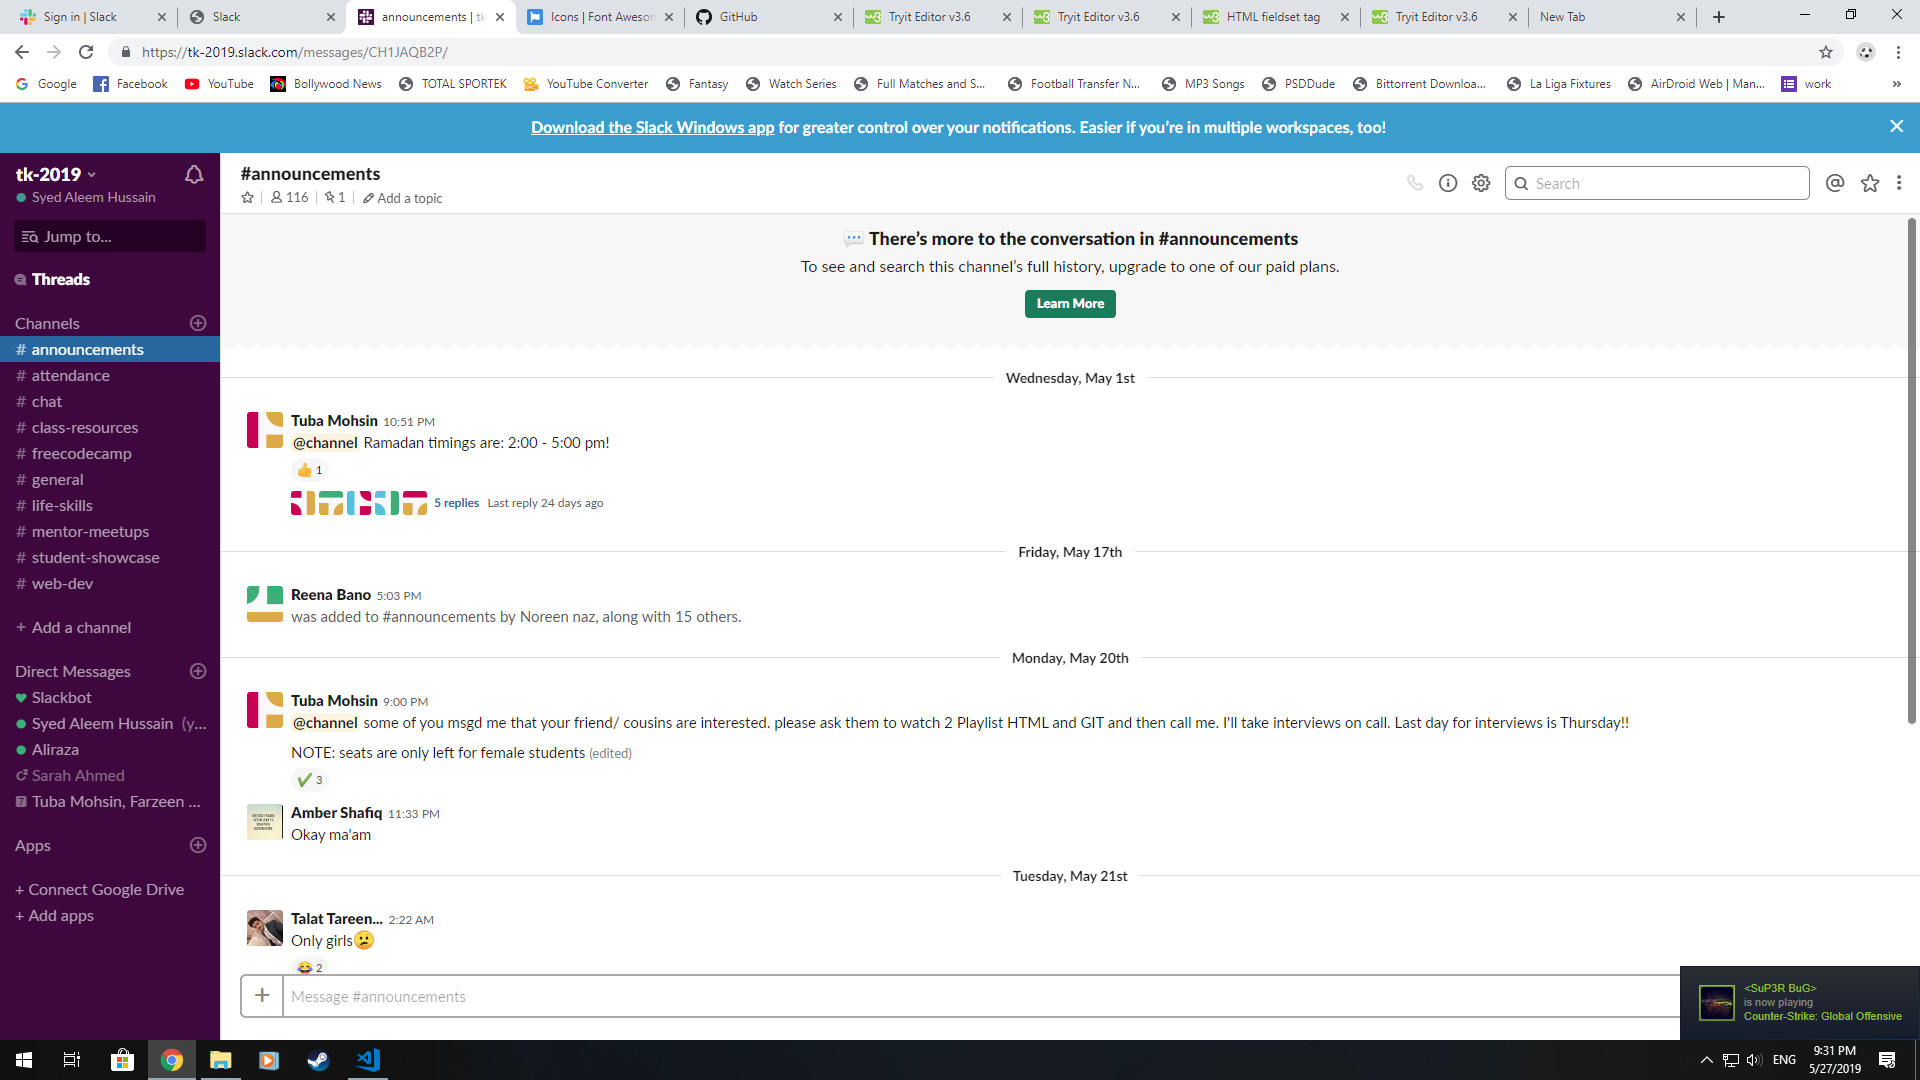 Sign in | Slack
Slack
announcements | tk
Icons | Font Aweson
GitHub
Tryit Editor v3.6
Tryit Editor v3.6
HTML fieldset tag
Tryit Editor v3.6
New Tab
https://tk-2019.slack.com/messages/CH1JAQB2P/
Google
Facebook
YouTube
Bollywood News
TOTAL SPORTEK
YouTube Converter
Fantasy
Watch Series
Full Matches and S...
Football Transfer N...
MP3 Songs
PSDDude
Bittorrent Downloa...
La Liga Fixtures
AirDroid Web | Man...
work
»
Download the Slack Windows app for greater control over your notifications. Easier if you’re in multiple workspaces, too!
tk-2019
Syed Aleem Hussain
Jump to...
Threads
Channels
# announcements
# attendance
# chat
# class-resources
# freecodecamp
# general
# life-skills
# mentor-meetups
# student-showcase
# web-dev
+ Add a channel
Direct Messages
Slackbot
Syed Aleem Hussain (y...
Aliraza
Sarah Ahmed
7 Tuba Mohsin, Farzeen ...
Apps
+ Connect Google Drive
+ Add apps
#announcements
116 | 1 | Add a topic
Search
There’s more to the conversation in #announcements
To see and search this channel’s full history, upgrade to one of our paid plans.
Learn More
Wednesday, May 1st
Tuba Mohsin 10:51 PM
@channel Ramadan timings are: 2:00 - 5:00 pm!
👍 1
5 replies Last reply 24 days ago
Friday, May 17th
Reena Bano 5:03 PM
was added to #announcements by Noreen naz, along with 15 others.
Monday, May 20th
Tuba Mohsin 9:00 PM
@channel some of you msgd me that your friend/ cousins are interested. please ask them to watch 2 Playlist HTML and GIT and then call me. I'll take interviews on call. Last day for interviews is Thursday!!
NOTE: seats are only left for female students (edited)
✔ 3
Amber Shafiq 11:33 PM
Okay ma'am
Tuesday, May 21st
Talat Tareen... 2:22 AM
Only girls😕
😂 2
Message #announcements
<SuP3R BuG>
is now playing
Counter-Strike: Global Offensive
ENG
9:31 PM
5/27/2019